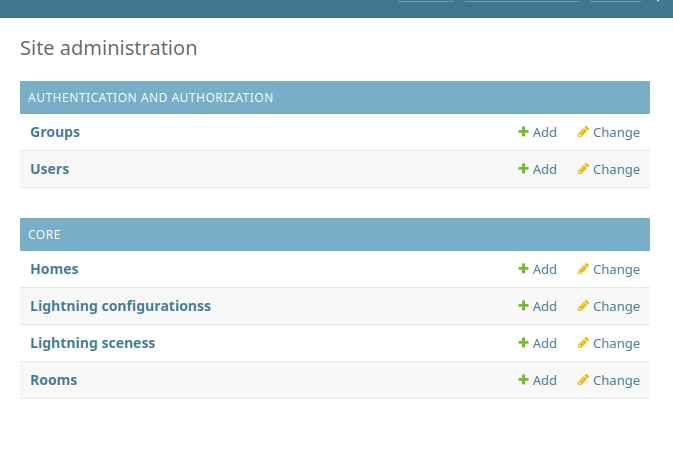 Site administration
AUTHENTICATION AND AUTHORIZATION
Groups Add Change
Users Add Change
CORE
Homes Add Change
Lightning configurationss Add Change
Lightning sceness Add Change
Rooms Add Change